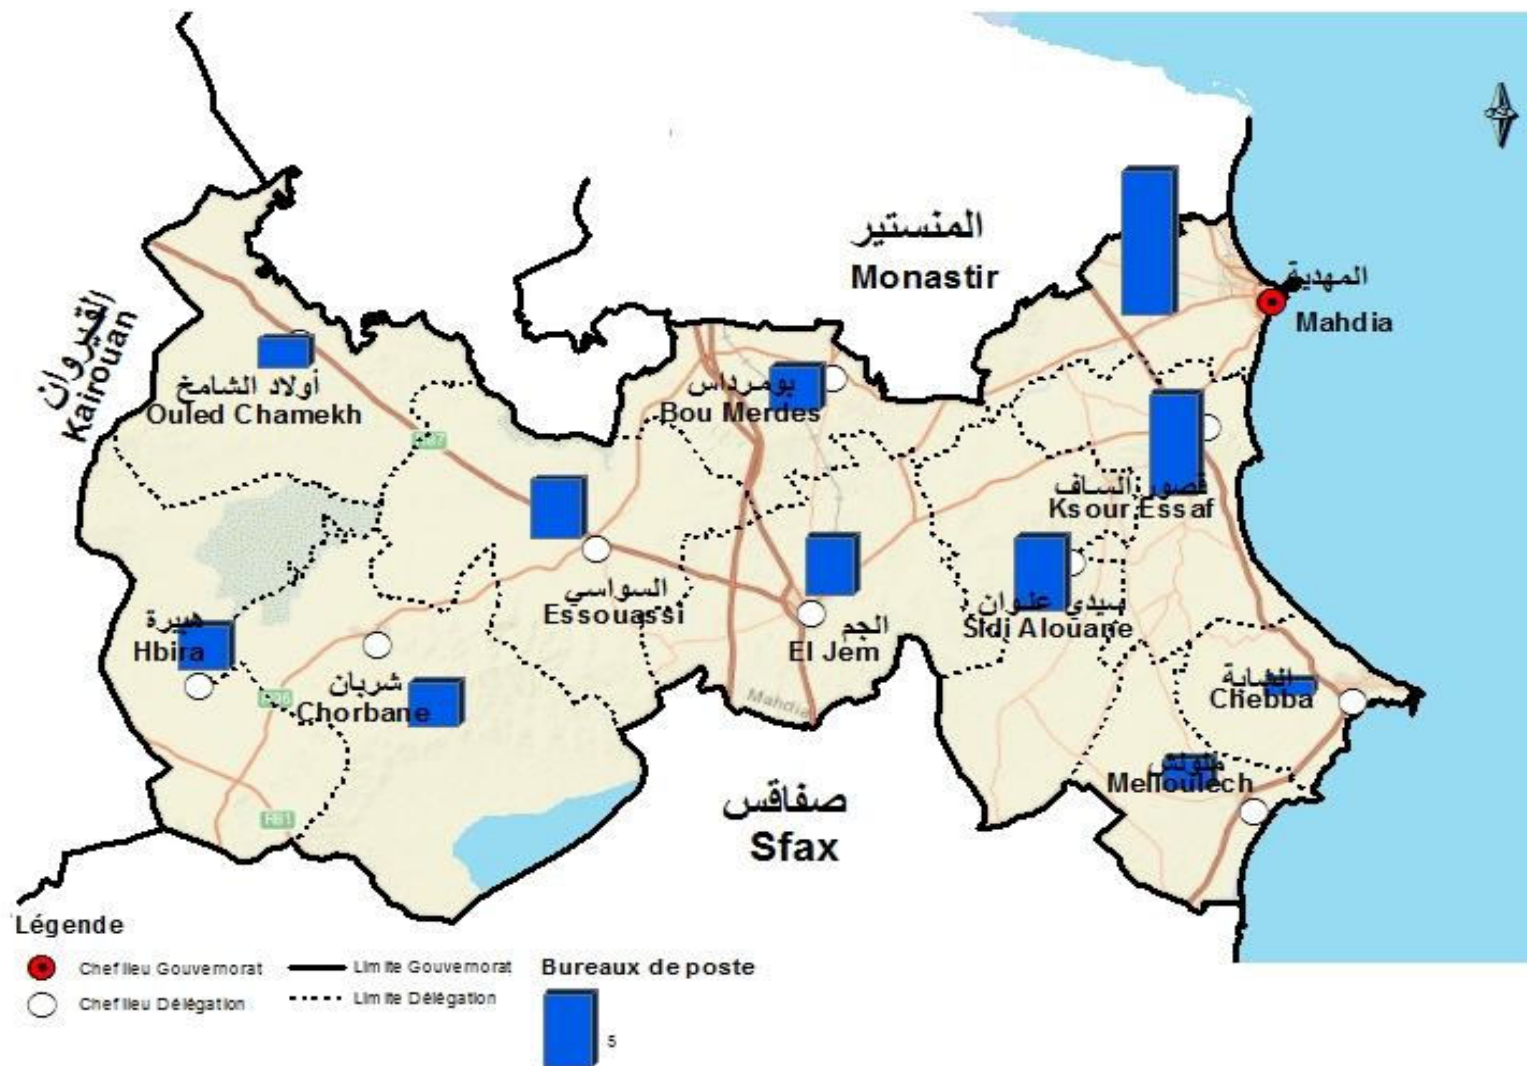 المنستير
Monastir
المهدية
Mahdia
القيروان
Kairouan
أولاد الشامخ
Ouled Chamekh
بومرداس
Bou Merdes
قصور الساف
Ksour Essaf
السواسي
Essouassi
سيدي علوان
Sidi Alouane
الجم
El Jem
هبيرة
Hbira
شربان
Chorbane
الشابة
Chebba
ملولش
Melloulech
Mahdia
صفاقس
Sfax
R81
Légende
Chef lieu Gouvernorat
Limite Gouvernorat
Bureaux de poste
Chef lieu Délégation
Limite Délégation
5